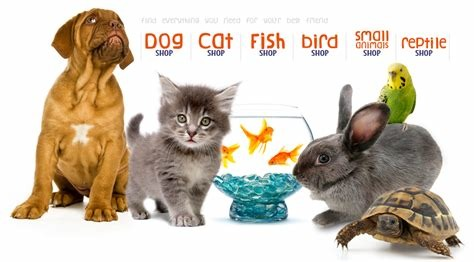 find everything you need for your best friend
Dog Cat Fish Bird small animals reptile
SHOP SHOP SHOP SHOP SHOP SHOP